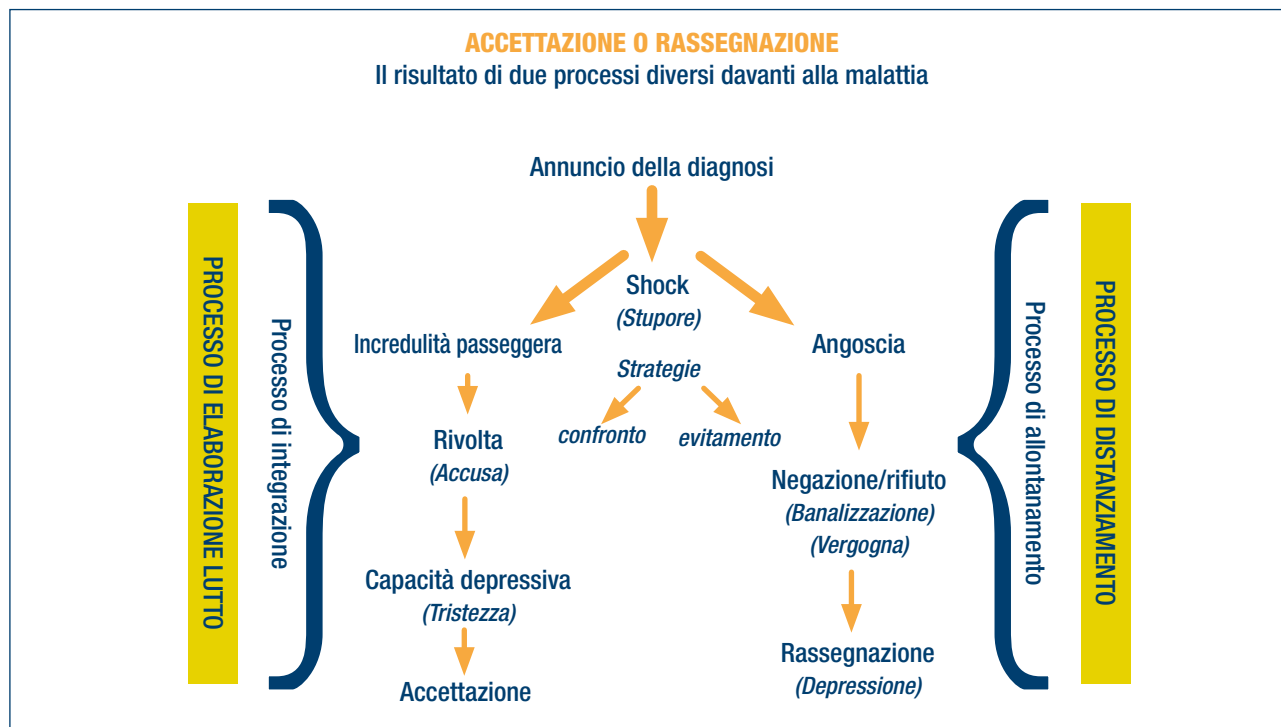 ACCETTAZIONE O RASSEGNAZIONE
Il risultato di due processi diversi davanti alla malattia
Annuncio della diagnosi
Shock
(Stupore)
Strategie
confronto
evitamento
PROCESSO DI ELABORAZIONE LUTTO
Processo di integrazione
Incredulità passeggera
Rivolta
(Accusa)
Capacità depressiva
(Tristezza)
Accettazione
Angoscia
Negazione/rifiuto
(Banalizzazione)
(Vergogna)
Rassegnazione
(Depressione)
Processo di allontanamento
PROCESSO DI DISTANZIAMENTO